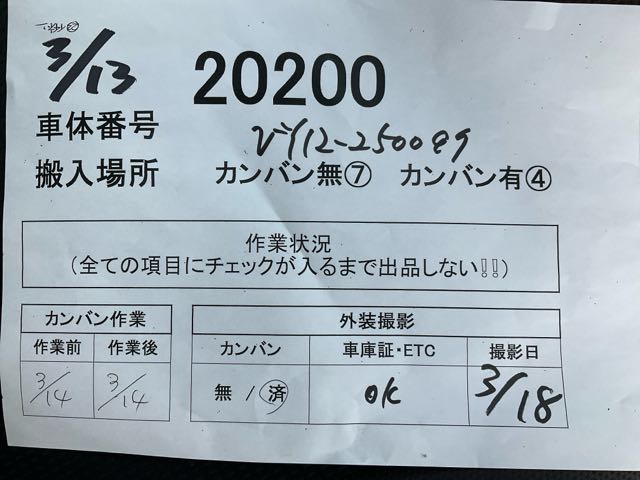 3/13
20200
車体番号 VY12-250089
搬入場所 カンバン無⑦ カンバン有④
作業状況
(全ての項目にチェックが入るまで出品しない!!)
カンバン作業
作業前 作業後
3/14 3/14
外装撮影
カンバン 車庫証・ETC 撮影日
無 / 済 OK 3/18